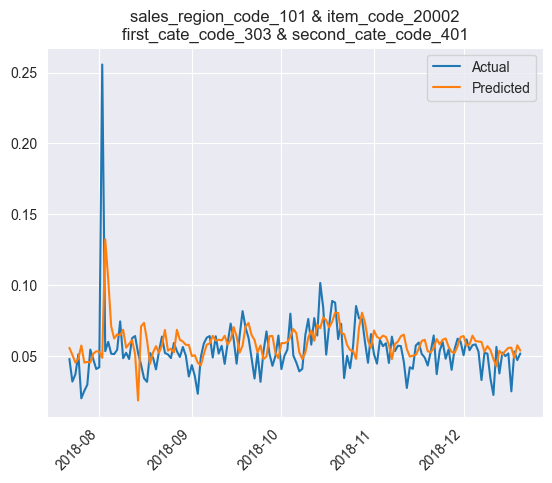 sales_region_code_101 & item_code_20002
first_cate_code_303 & second_cate_code_401
Actual
Predicted
0.25
0.20
0.15
0.10
0.05
2018-08
2018-09
2018-10
2018-11
2018-12